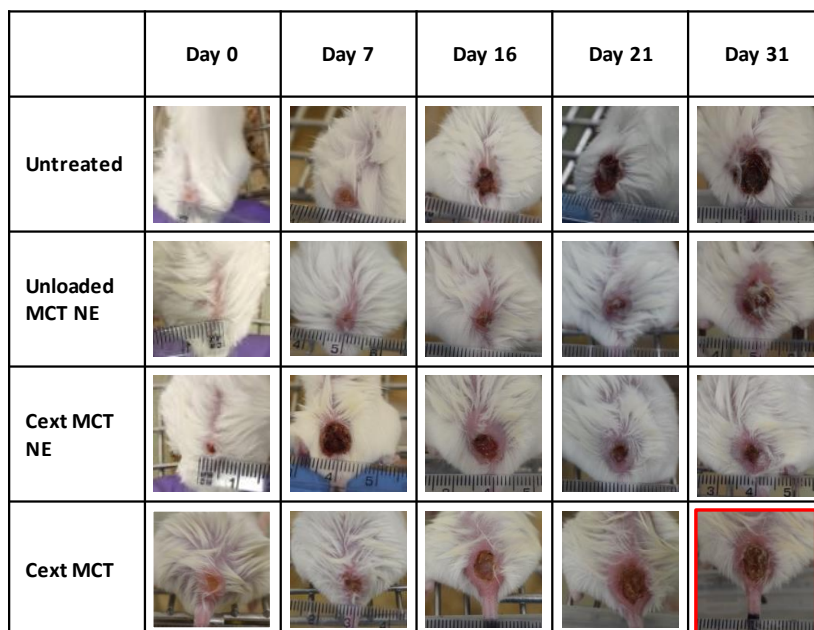 Day 0 Day 7 Day 16 Day 21 Day 31
Untreated
Unloaded
MCT NE
Cext MCT
NE
Cext MCT